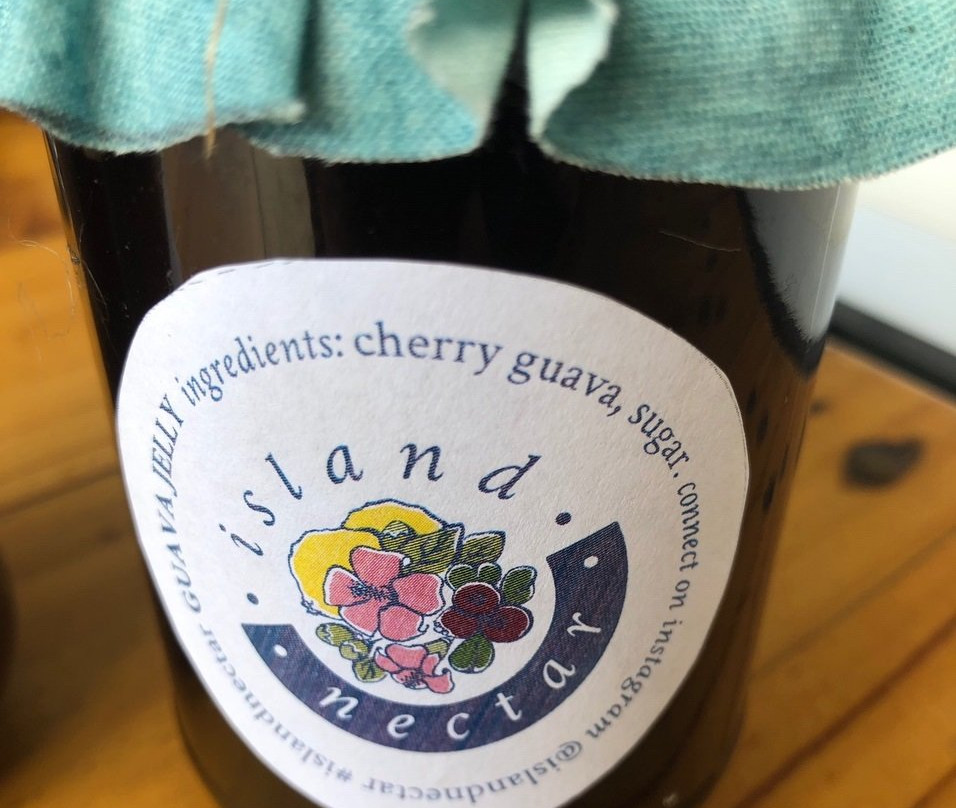 GUAVA JELLY ingredients: cherry guava, sugar. connect on instagram @islandnectar #islandnectar
island
nectar